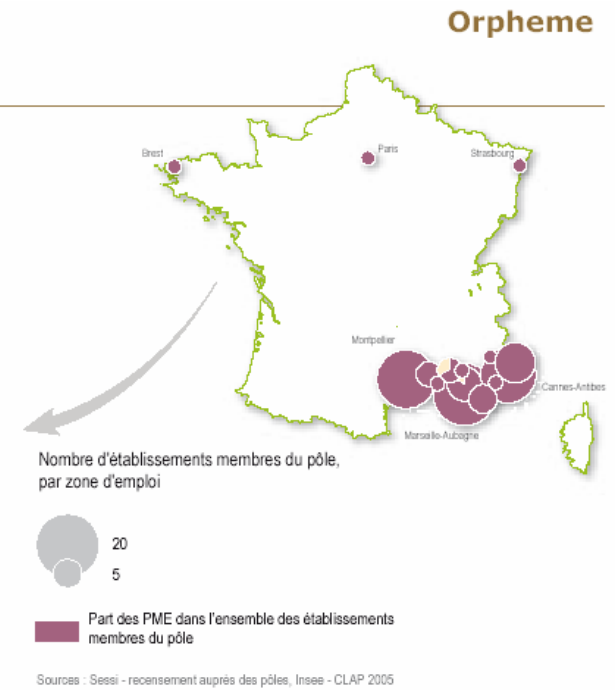 Orpheme
Brest
Paris
Strasbourg
Montpellier
Cannes-Antibes
Marseille-Aubagne
Nombre d'établissements membres du pôle,
par zone d'emploi
20
5
Part des PME dans l'ensemble des établissements
membres du pôle
Sources : Sessi - recensement auprès des pôles, Insee - CLAP 2005